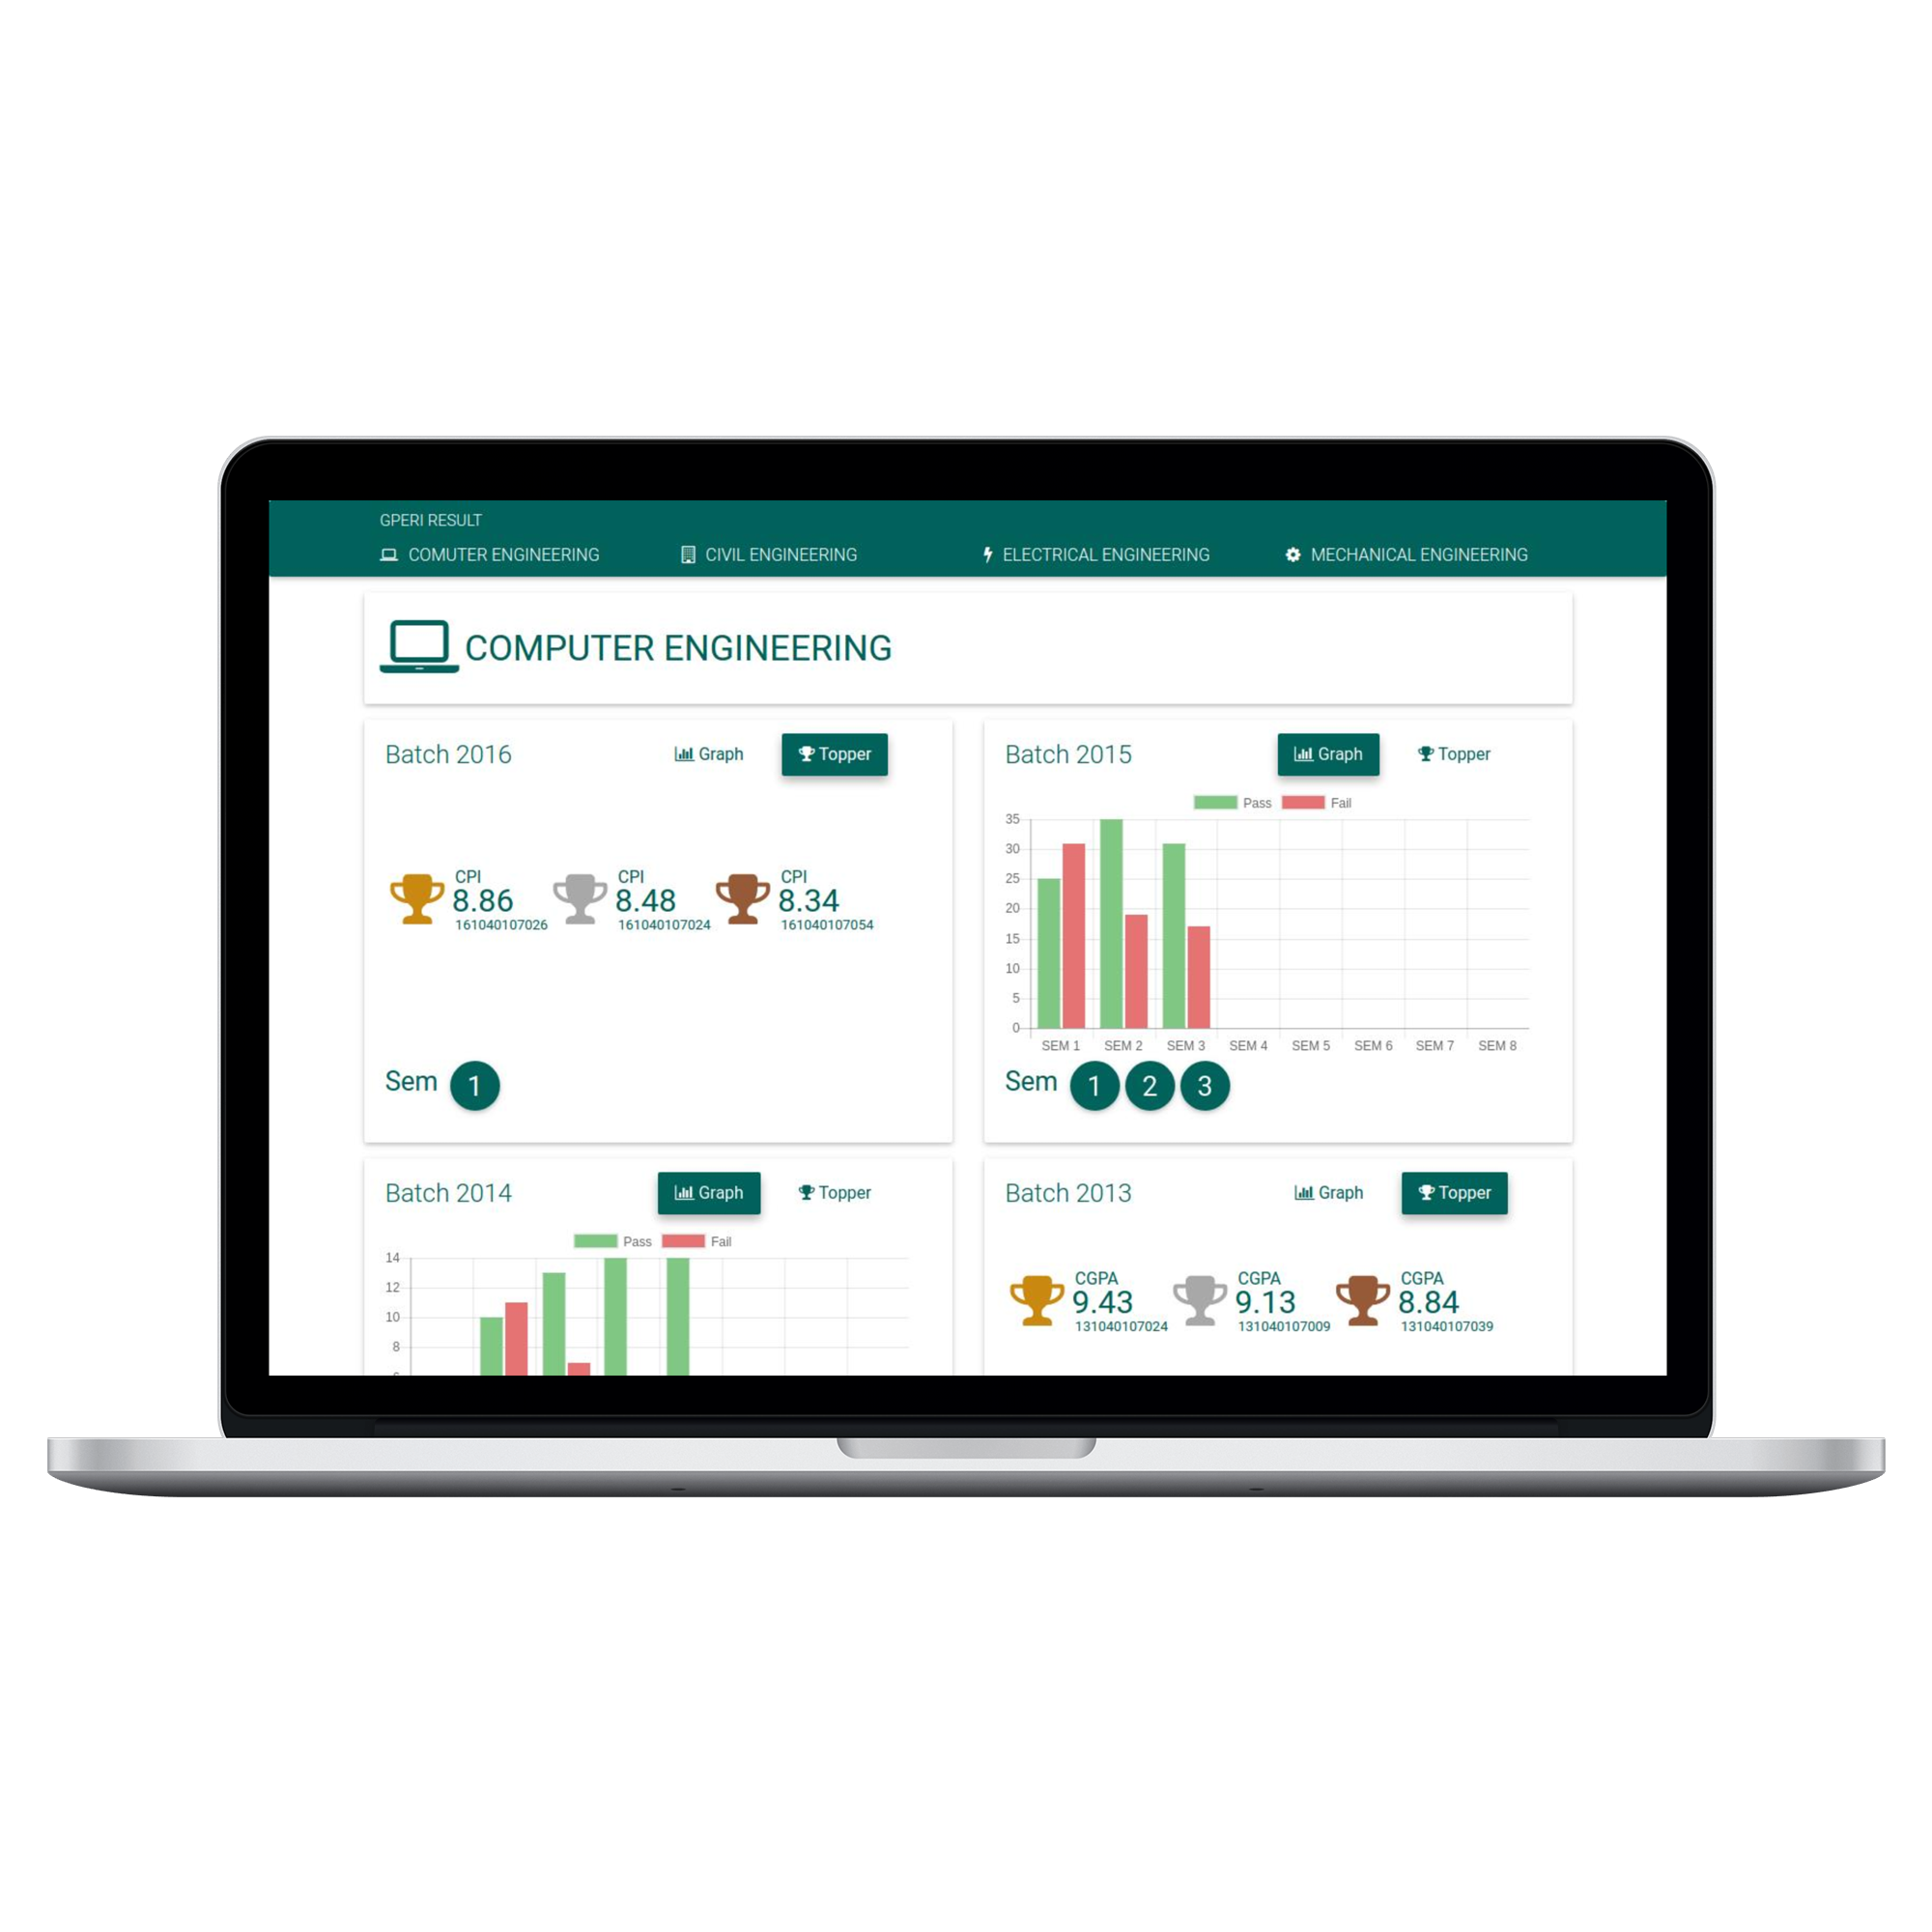 GPERI RESULT
COMUTER ENGINEERING CIVIL ENGINEERING ELECTRICAL ENGINEERING MECHANICAL ENGINEERING
COMPUTER ENGINEERING
Batch 2016 Graph Topper
CPI CPI CPI
8.86 8.48 8.34
161040107026 161040107024 161040107054
Sem 1
Batch 2015 Graph Topper
Pass Fail
35
30
25
20
15
10
5
0
SEM 1 SEM 2 SEM 3 SEM 4 SEM 5 SEM 6 SEM 7 SEM 8
Sem 1 2 3
Batch 2014 Graph Topper
Pass Fail
14
12
10
8
Batch 2013 Graph Topper
CGPA CGPA CGPA
9.43 9.13 8.84
131040107024 131040107009 131040107039